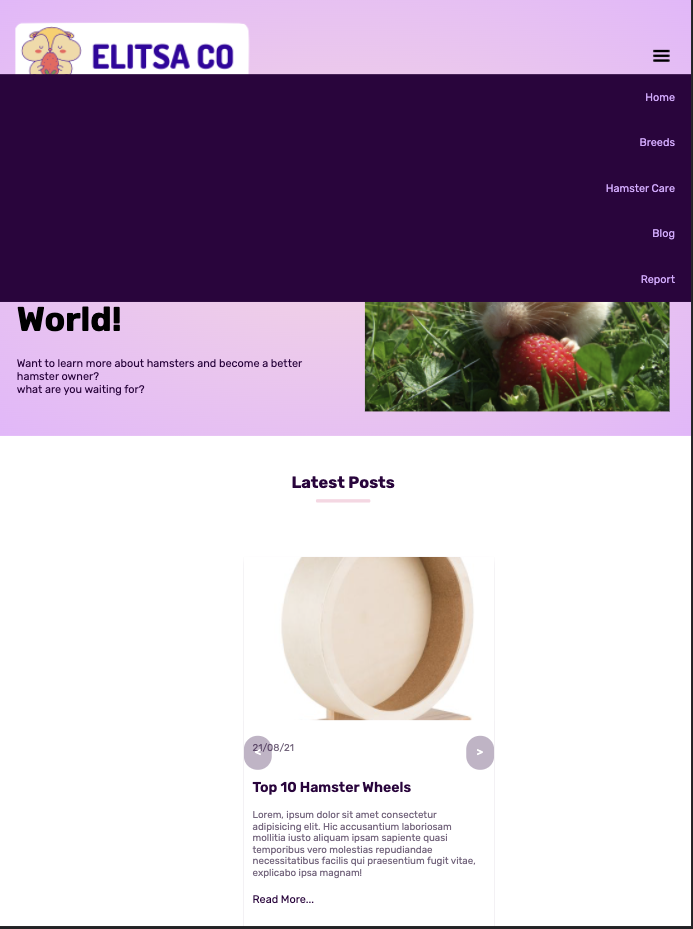 ELITSA CO
Home
Breeds
Hamster Care
Blog
Report
World!
Want to learn more about hamsters and become a better
hamster owner?
what are you waiting for?
Latest Posts
21/08/21
<
>
Top 10 Hamster Wheels
Lorem, ipsum dolor sit amet consectetur
adipisicing elit. Hic accusantium laboriosam
mollitia iusto aliquam ipsam sapiente quasi
temporibus vero molestias repudiandae
necessitatibus facilis qui praesentium fugit vitae,
explicabo ipsa magnam!
Read More...